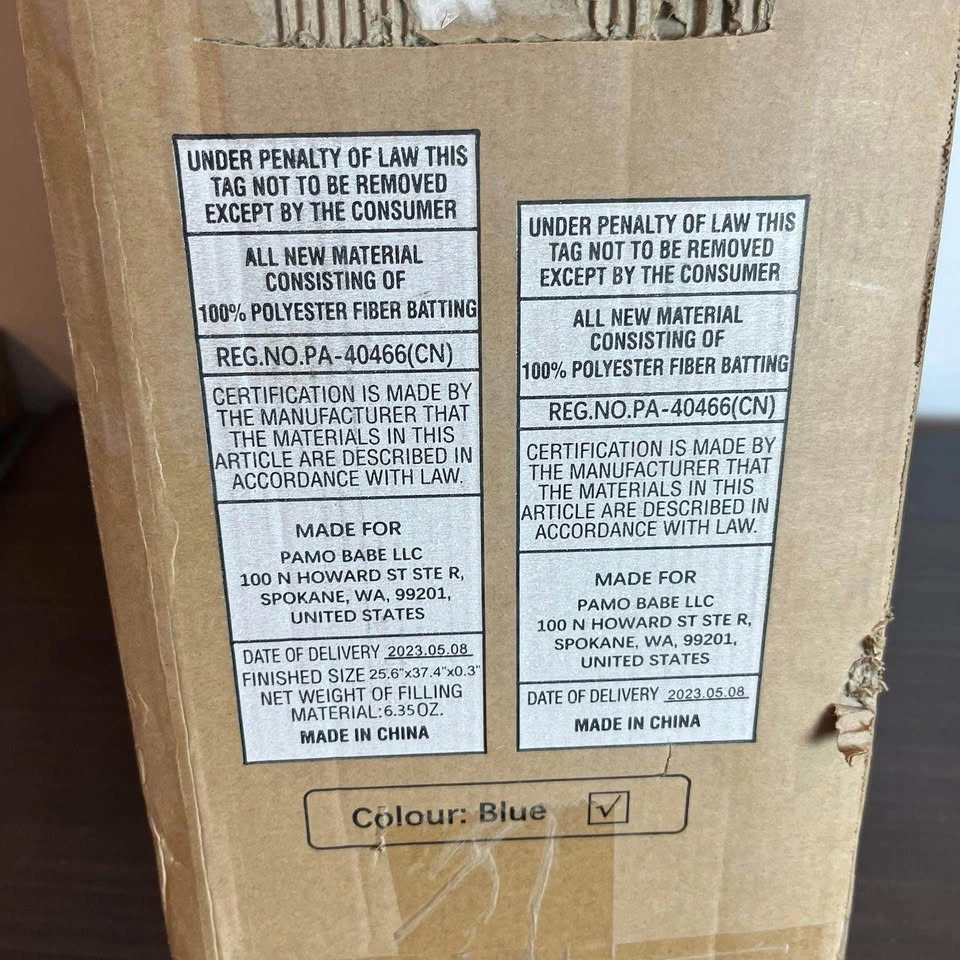 UNDER PENALTY OF LAW THIS
TAG NOT TO BE REMOVED
EXCEPT BY THE CONSUMER
ALL NEW MATERIAL
CONSISTING OF
100% POLYESTER FIBER BATTING
REG.NO.PA-40466(CN)
CERTIFICATION IS MADE BY
THE MANUFACTURER THAT
THE MATERIALS IN THIS
ARTICLE ARE DESCRIBED IN
ACCORDANCE WITH LAW.
MADE FOR
PAMO BABE LLC
100 N HOWARD ST STE R,
SPOKANE, WA, 99201,
UNITED STATES
DATE OF DELIVERY 2023.05.08
FINISHED SIZE 25.6"x37.4"x0.3"
NET WEIGHT OF FILLING
MATERIAL:6.35OZ.
MADE IN CHINA
UNDER PENALTY OF LAW THIS
TAG NOT TO BE REMOVED
EXCEPT BY THE CONSUMER
ALL NEW MATERIAL
CONSISTING OF
100% POLYESTER FIBER BATTING
REG.NO.PA-40466(CN)
CERTIFICATION IS MADE BY
THE MANUFACTURER THAT
THE MATERIALS IN THIS
ARTICLE ARE DESCRIBED IN
ACCORDANCE WITH LAW.
MADE FOR
PAMO BABE LLC
100 N HOWARD ST STE R,
SPOKANE, WA, 99201,
UNITED STATES
DATE OF DELIVERY 2023.05.08
MADE IN CHINA
Colour: Blue ☑